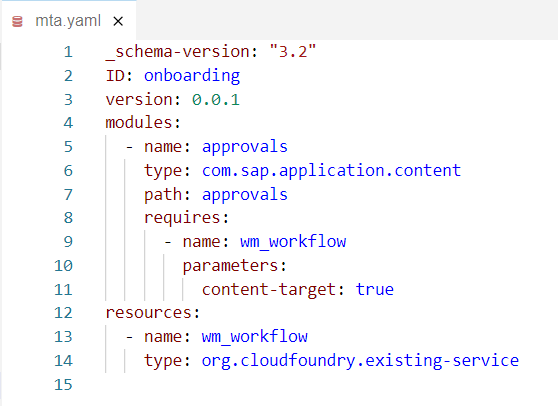 mta.yaml ×
1 _schema-version: "3.2"
2 ID: onboarding
3 version: 0.0.1
4 modules:
5   - name: approvals
6     type: com.sap.application.content
7     path: approvals
8     requires:
9       - name: wm_workflow
10         parameters:
11           content-target: true
12 resources:
13   - name: wm_workflow
14     type: org.cloudfoundry.existing-service
15